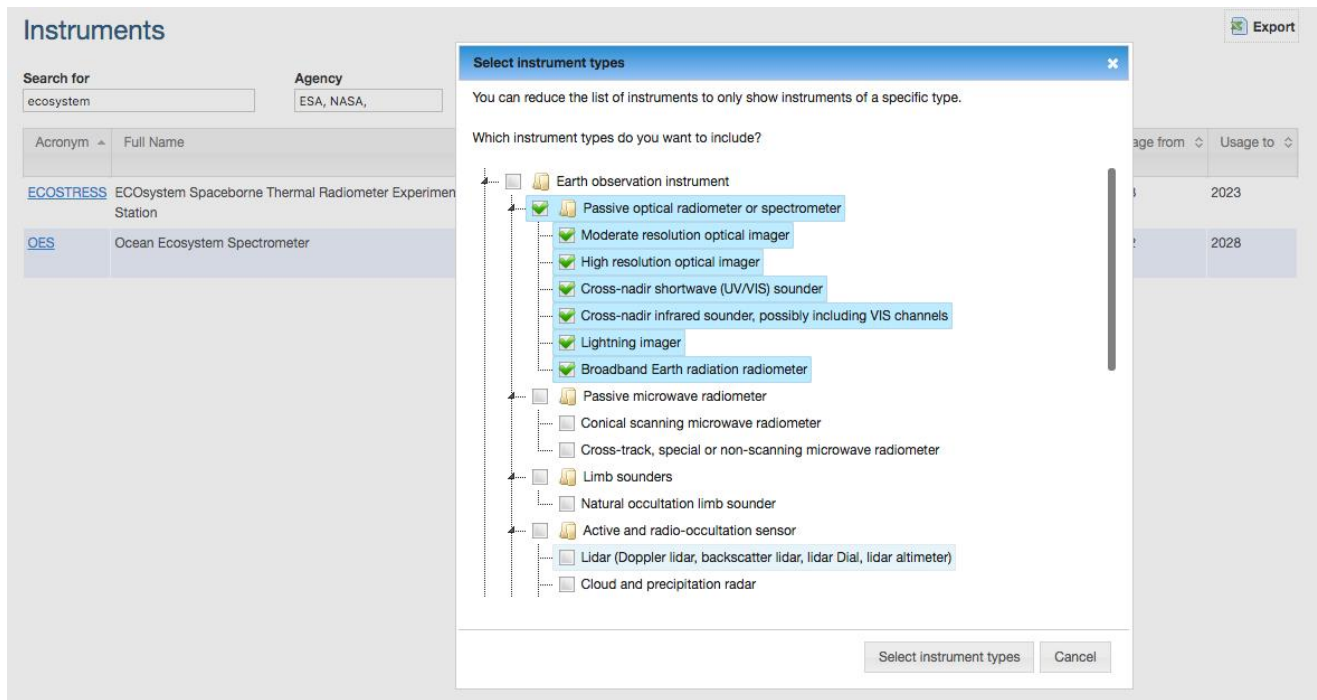 Instruments
Export
Search for
Agency
ecosystem
ESA, NASA,
Acronym
Full Name
age from
Usage to
ECOSTRESS
ECOsystem Spaceborne Thermal Radiometer Experimen
Station
2023
OES
Ocean Ecosystem Spectrometer
2028
Select instrument types
You can reduce the list of instruments to only show instruments of a specific type.
Which instrument types do you want to include?
Earth observation instrument
Passive optical radiometer or spectrometer
Moderate resolution optical imager
High resolution optical imager
Cross-nadir shortwave (UV/VIS) sounder
Cross-nadir infrared sounder, possibly including VIS channels
Lightning imager
Broadband Earth radiation radiometer
Passive microwave radiometer
Conical scanning microwave radiometer
Cross-track, special or non-scanning microwave radiometer
Limb sounders
Natural occultation limb sounder
Active and radio-occultation sensor
Lidar (Doppler lidar, backscatter lidar, lidar Dial, lidar altimeter)
Cloud and precipitation radar
Select instrument types
Cancel